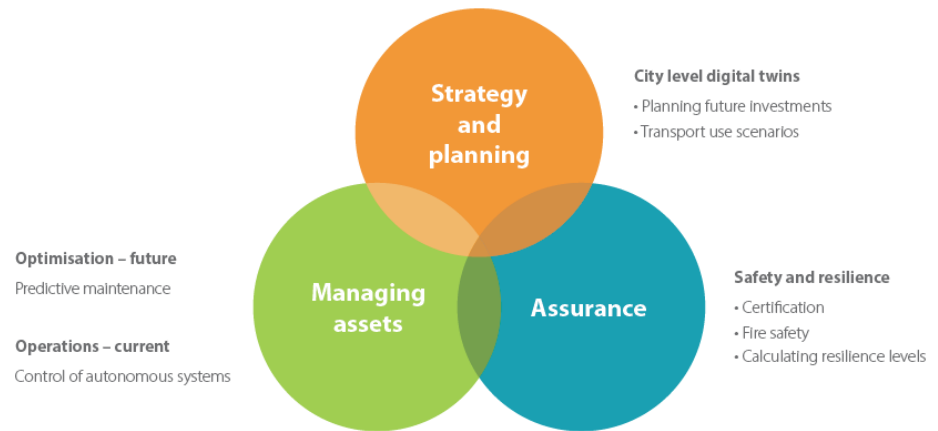 Strategy
and
planning
City level digital twins
• Planning future investments
• Transport use scenarios
Optimisation – future
Predictive maintenance
Operations – current
Control of autonomous systems
Managing
assets
Assurance
Safety and resilience
• Certification
• Fire safety
• Calculating resilience levels